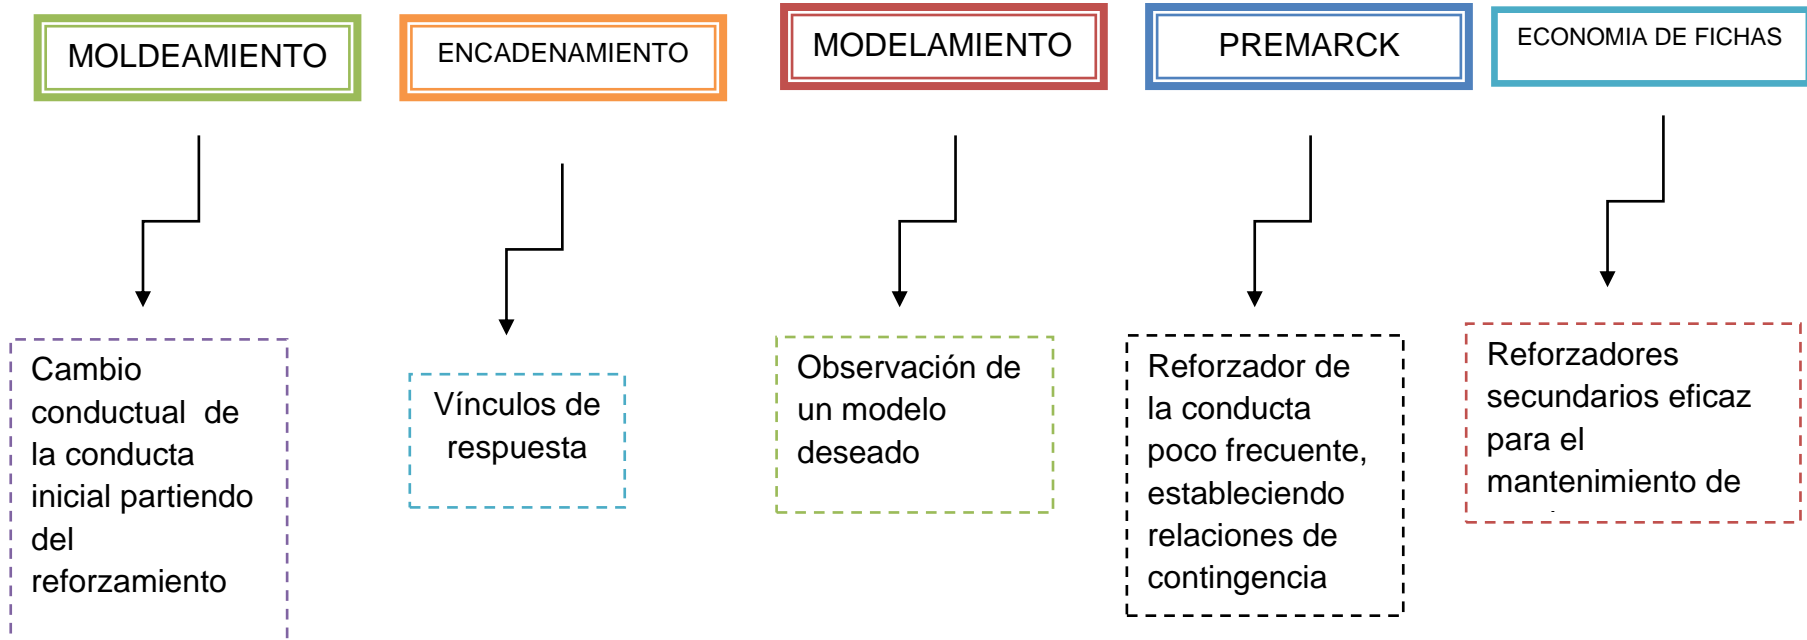 MOLDEAMIENTO
ENCADENAMIENTO
MODELAMIENTO
PREMARCK
ECONOMIA DE FICHAS
Cambio
conductual de
la conducta
inicial partiendo
del
reforzamiento
Vínculos de
respuesta
Observación de
un modelo
deseado
Reforzador de
la conducta
poco frecuente,
estableciendo
relaciones de
contingencia
Reforzadores
secundarios eficaz
para el
mantenimiento de